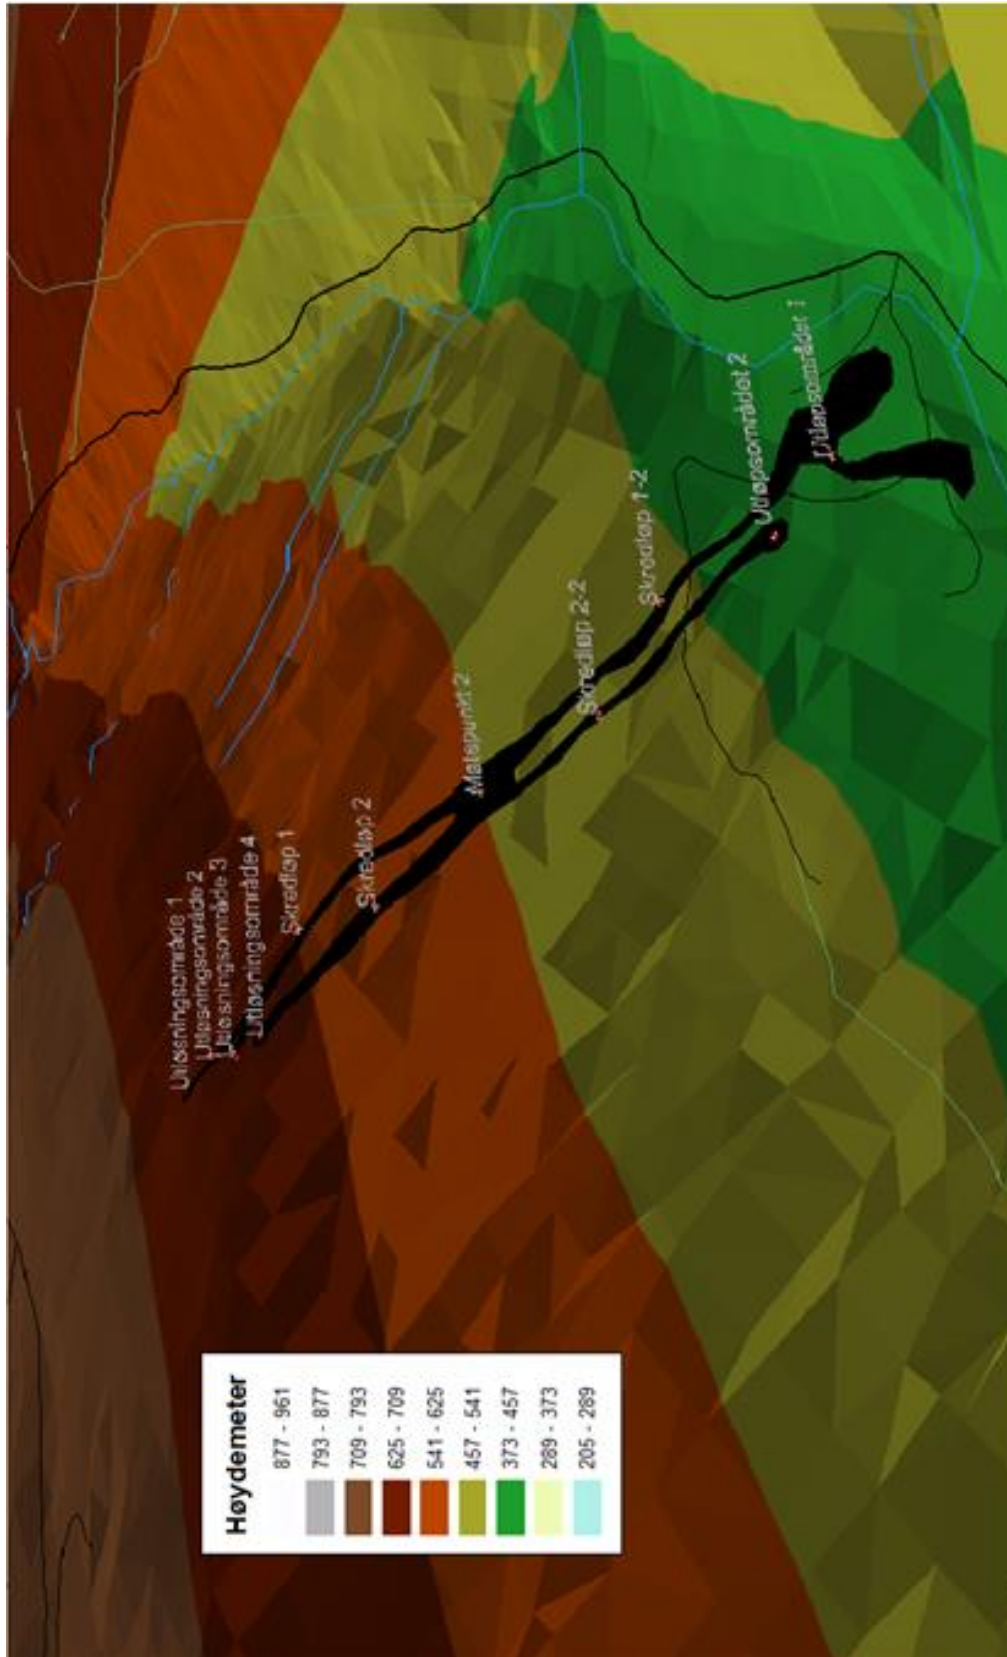 Utløsningsområde 1
Utløsningsområde 2
Utløsningsområde 3
Utløsningsområde 4
Skredløp 1
Skredløp 2
Møtepunkt 2
Skredløp 2-2
Skredløp 1-2
Utløpsområdet 2
Utløpsområdet 1
Høydemeter
877 - 961
793 - 877
709 - 793
625 - 709
541 - 625
457 - 541
373 - 457
289 - 373
205 - 289